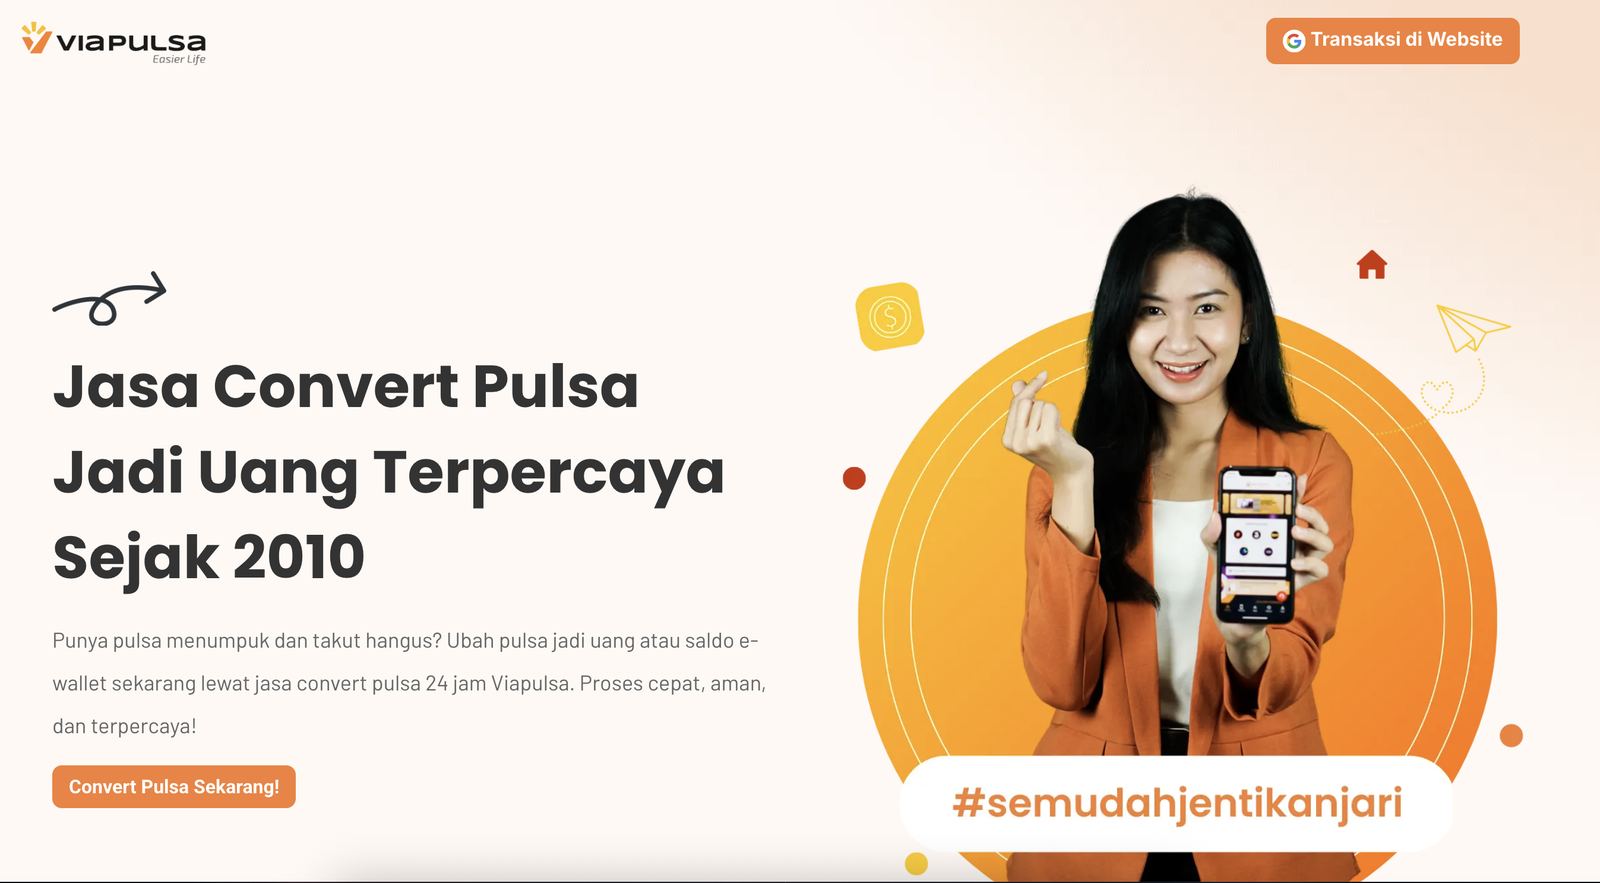 VIAPULSA
Easier Life
Transaksi di Website
Jasa Convert Pulsa
Jadi Uang Terpercaya
Sejak 2010
Punya pulsa menumpuk dan takut hangus? Ubah pulsa jadi uang atau saldo e-
wallet sekarang lewat jasa convert pulsa 24 jam Viapulsa. Proses cepat, aman,
dan terpercaya!
Convert Pulsa Sekarang!
#semudahjentikanjari